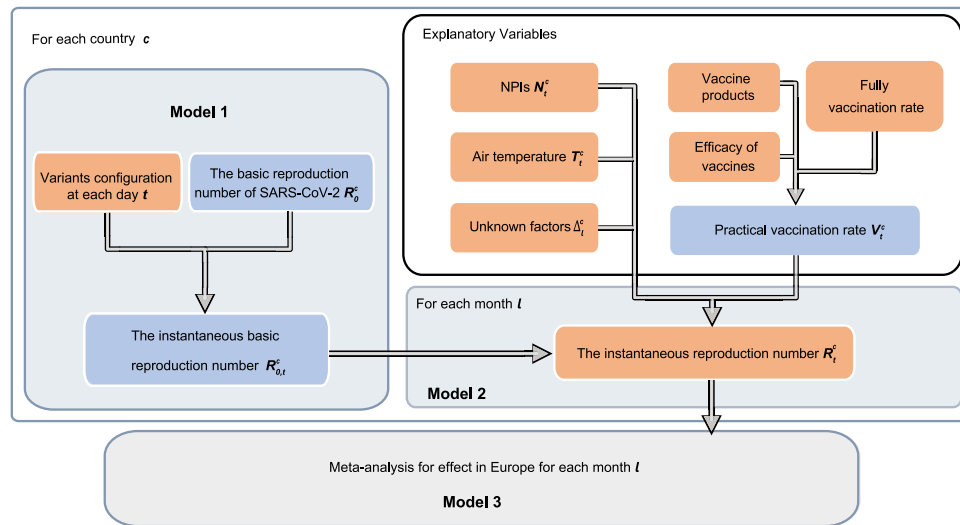 For each country c
Model 1
Variants configuration
at each day t
The basic reproduction
number of SARS-CoV-2 R₀ᶜ
The instantaneous basic
reproduction number R₀,ₜᶜ
Explanatory Variables
NPIs Nₜᶜ
Air temperature Tₜᶜ
Unknown factors Δₜᶜ
Vaccine
products
Efficacy of
vaccines
Fully
vaccination rate
Practical vaccination rate Vₜᶜ
For each month l
The instantaneous reproduction number Rₜᶜ
Model 2
Meta-analysis for effect in Europe for each month l
Model 3